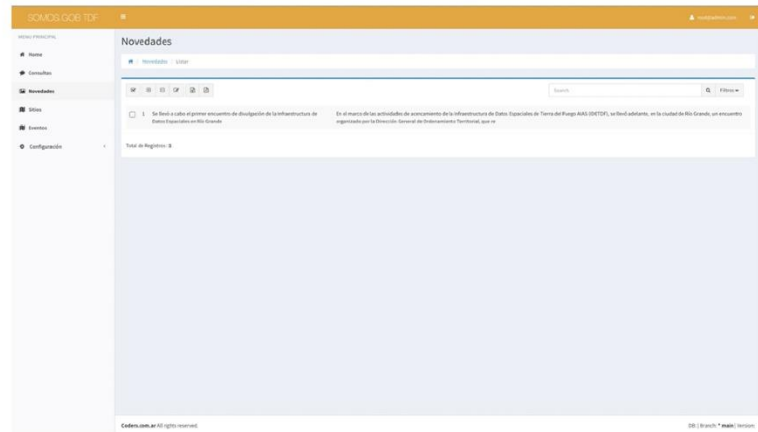 SOMOS.GOB.TDF
MENÚ PRINCIPAL
Home
Consultas
Novedades
Sitios
Eventos
Configuración
Novedades
/ Novedades / Listar
Search
Filtros
1 Se llevó a cabo el primer encuentro de divulgación de la Infraestructura de
Datos Espaciales en Río Grande
En el marco de las actividades de acercamiento de la Infraestructura de Datos Espaciales de Tierra del Fuego AIAS (IDETDF), se llevó adelante, en la ciudad de Río Grande, un encuentro
organizado por la Dirección General de Ordenamiento Territorial, que re
Total de Registros:
Coders.com.ar All rights reserved.
DB: | Branch: * main | Version: